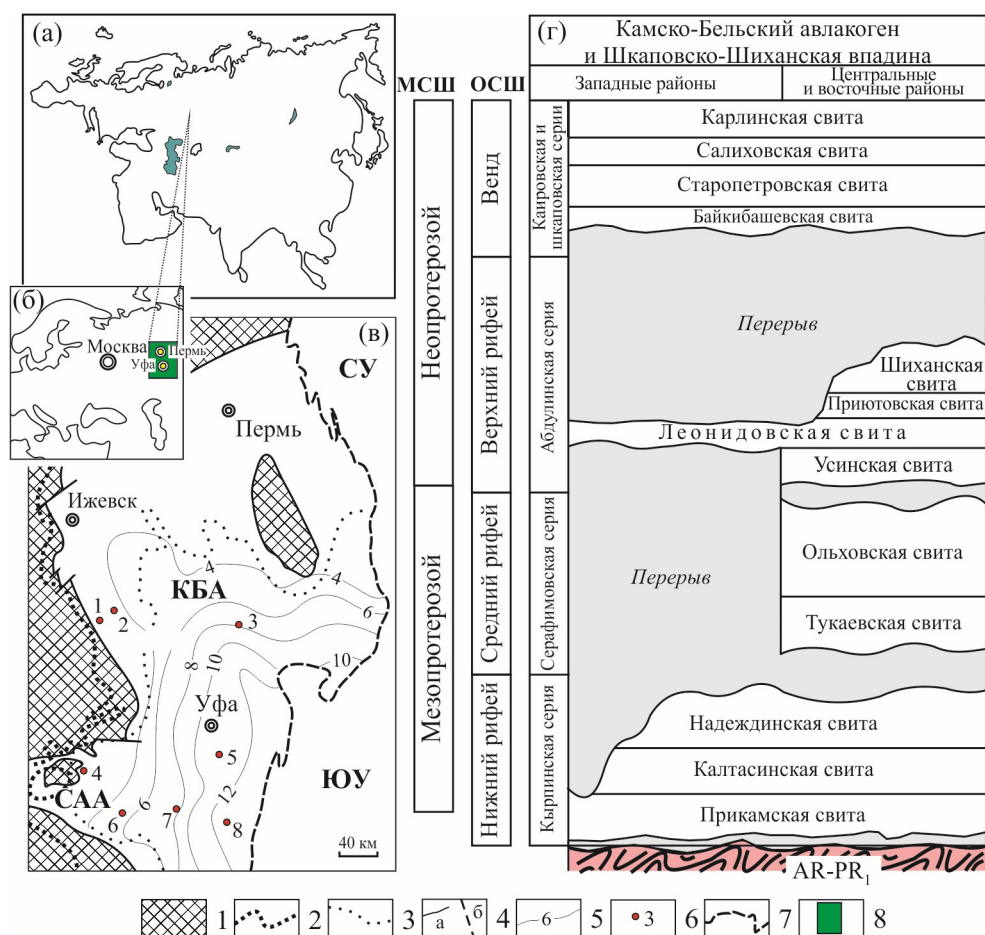 (а)
(б)
Москва
Пермь
Уфа
(в)
СУ
Пермь
Ижевск
КБА
4
4
6
8
10
10
1
2
3
Уфа
5
ЮУ
4
САА
6
6
7
12
8
40 км
МСШ
ОСШ
Неопротерозой
Мезопротерозой
Венд
Верхний рифей
Средний рифей
Нижний рифей
(г)
Камско-Бельский авлакоген
и Шкаповско-Шиханская впадина
Западные районы
Центральные
и восточные районы
Каировская и
шкаповская серии
Абдулинская серия
Серафимовская серия
Кырпинская серия
Карлинская свита
Салиховская свита
Старопетровская свита
Байкибашевская свита
Перерыв
Шиханская
свита
Приютовская свита
Леонидовская свита
Усинская свита
Ольховская свита
Перерыв
Тукаевская свита
Надеждинская свита
Калтасинская свита
Прикамская свита
AR-PR1
1
2
3
а
б
4
6
5
3
6
7
8